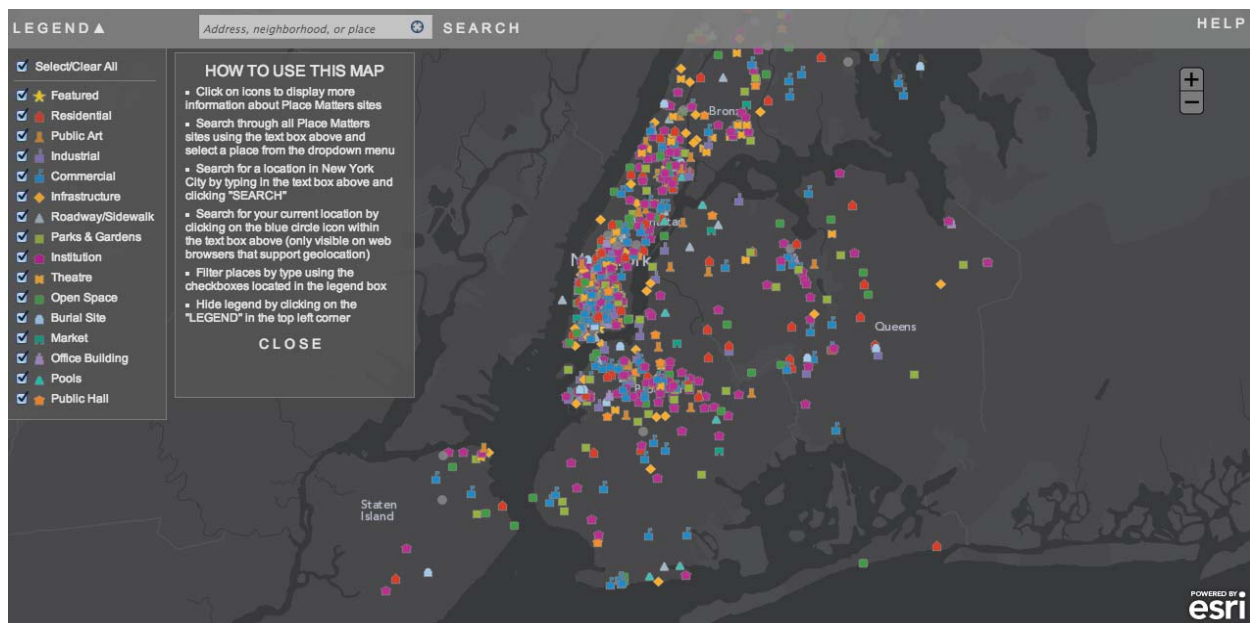 LEGEND▲
Address, neighborhood, or place
SEARCH
HELP
Select/Clear All
Featured
Residential
Public Art
Industrial
Commercial
Infrastructure
Roadway/Sidewalk
Parks & Gardens
Institution
Theatre
Open Space
Burial Site
Market
Office Building
Pools
Public Hall
HOW TO USE THIS MAP
▪ Click on icons to display more
information about Place Matters
sites
▪ Search through all Place Matters
sites using the text box above and
select a place from the dropdown menu
▪ Search for a location in New York
City by typing in the text box above and
clicking "SEARCH"
▪ Search for your current location by
clicking on the blue circle icon within
the text box above (only visible on web
browsers that support geolocation)
▪ Filter places by type using the
checkboxes located in the legend box
▪ Hide legend by clicking on the
"LEGEND" in the top left corner
CLOSE
+
−
Queens
Staten
Island
POWERED BY
esri